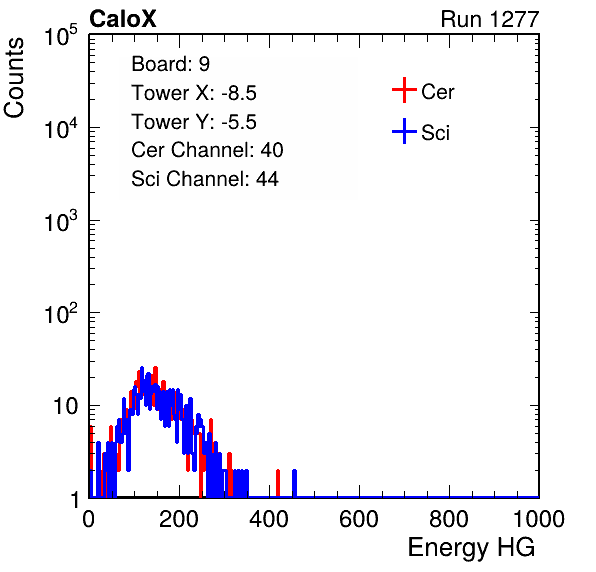 CaloX Run 1277
Counts
Board: 9
Tower X: -8.5
Tower Y: -5.5
Cer Channel: 40
Sci Channel: 44
Cer
Sci
10^5
10^4
10^3
10^2
10
1
0 200 400 600 800 1000
Energy HG